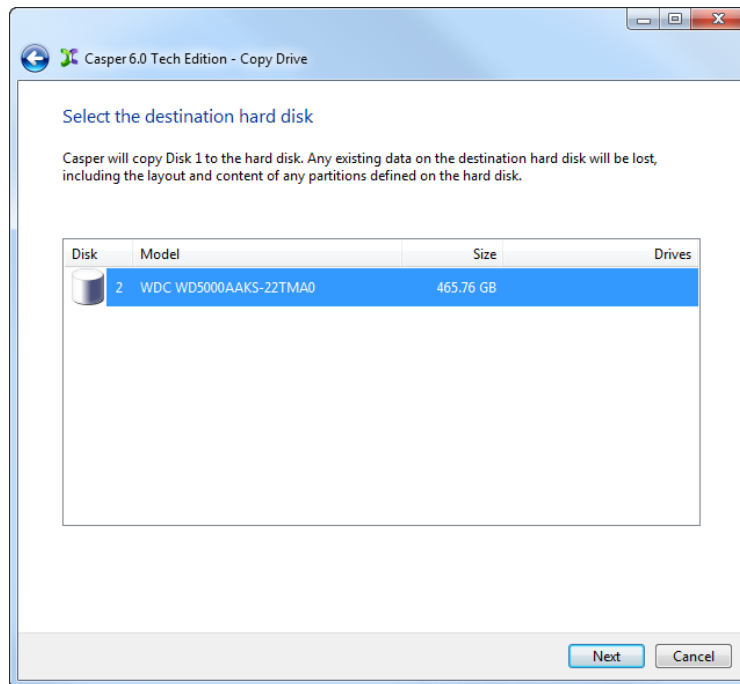 Casper 6.0 Tech Edition - Copy Drive
Select the destination hard disk
Casper will copy Disk 1 to the hard disk. Any existing data on the destination hard disk will be lost,
including the layout and content of any partitions defined on the hard disk.
Disk Model Size Drives
2 WDC WD5000AAKS-22TMA0 465.76 GB
Next Cancel